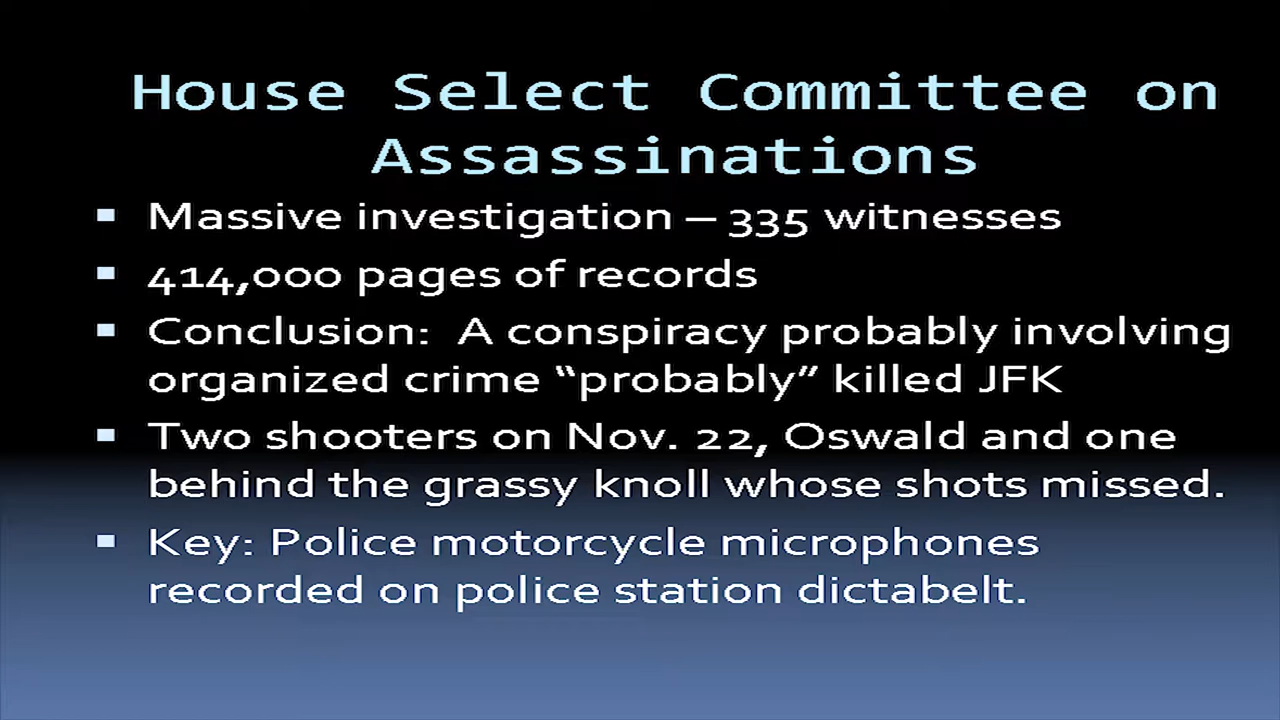 House Select Committee on
Assassinations
▪ Massive investigation – 335 witnesses
▪ 414,000 pages of records
▪ Conclusion:  A conspiracy probably involving
organized crime “probably” killed JFK
▪ Two shooters on Nov. 22, Oswald and one
behind the grassy knoll whose shots missed.
▪ Key: Police motorcycle microphones
recorded on police station dictabelt.